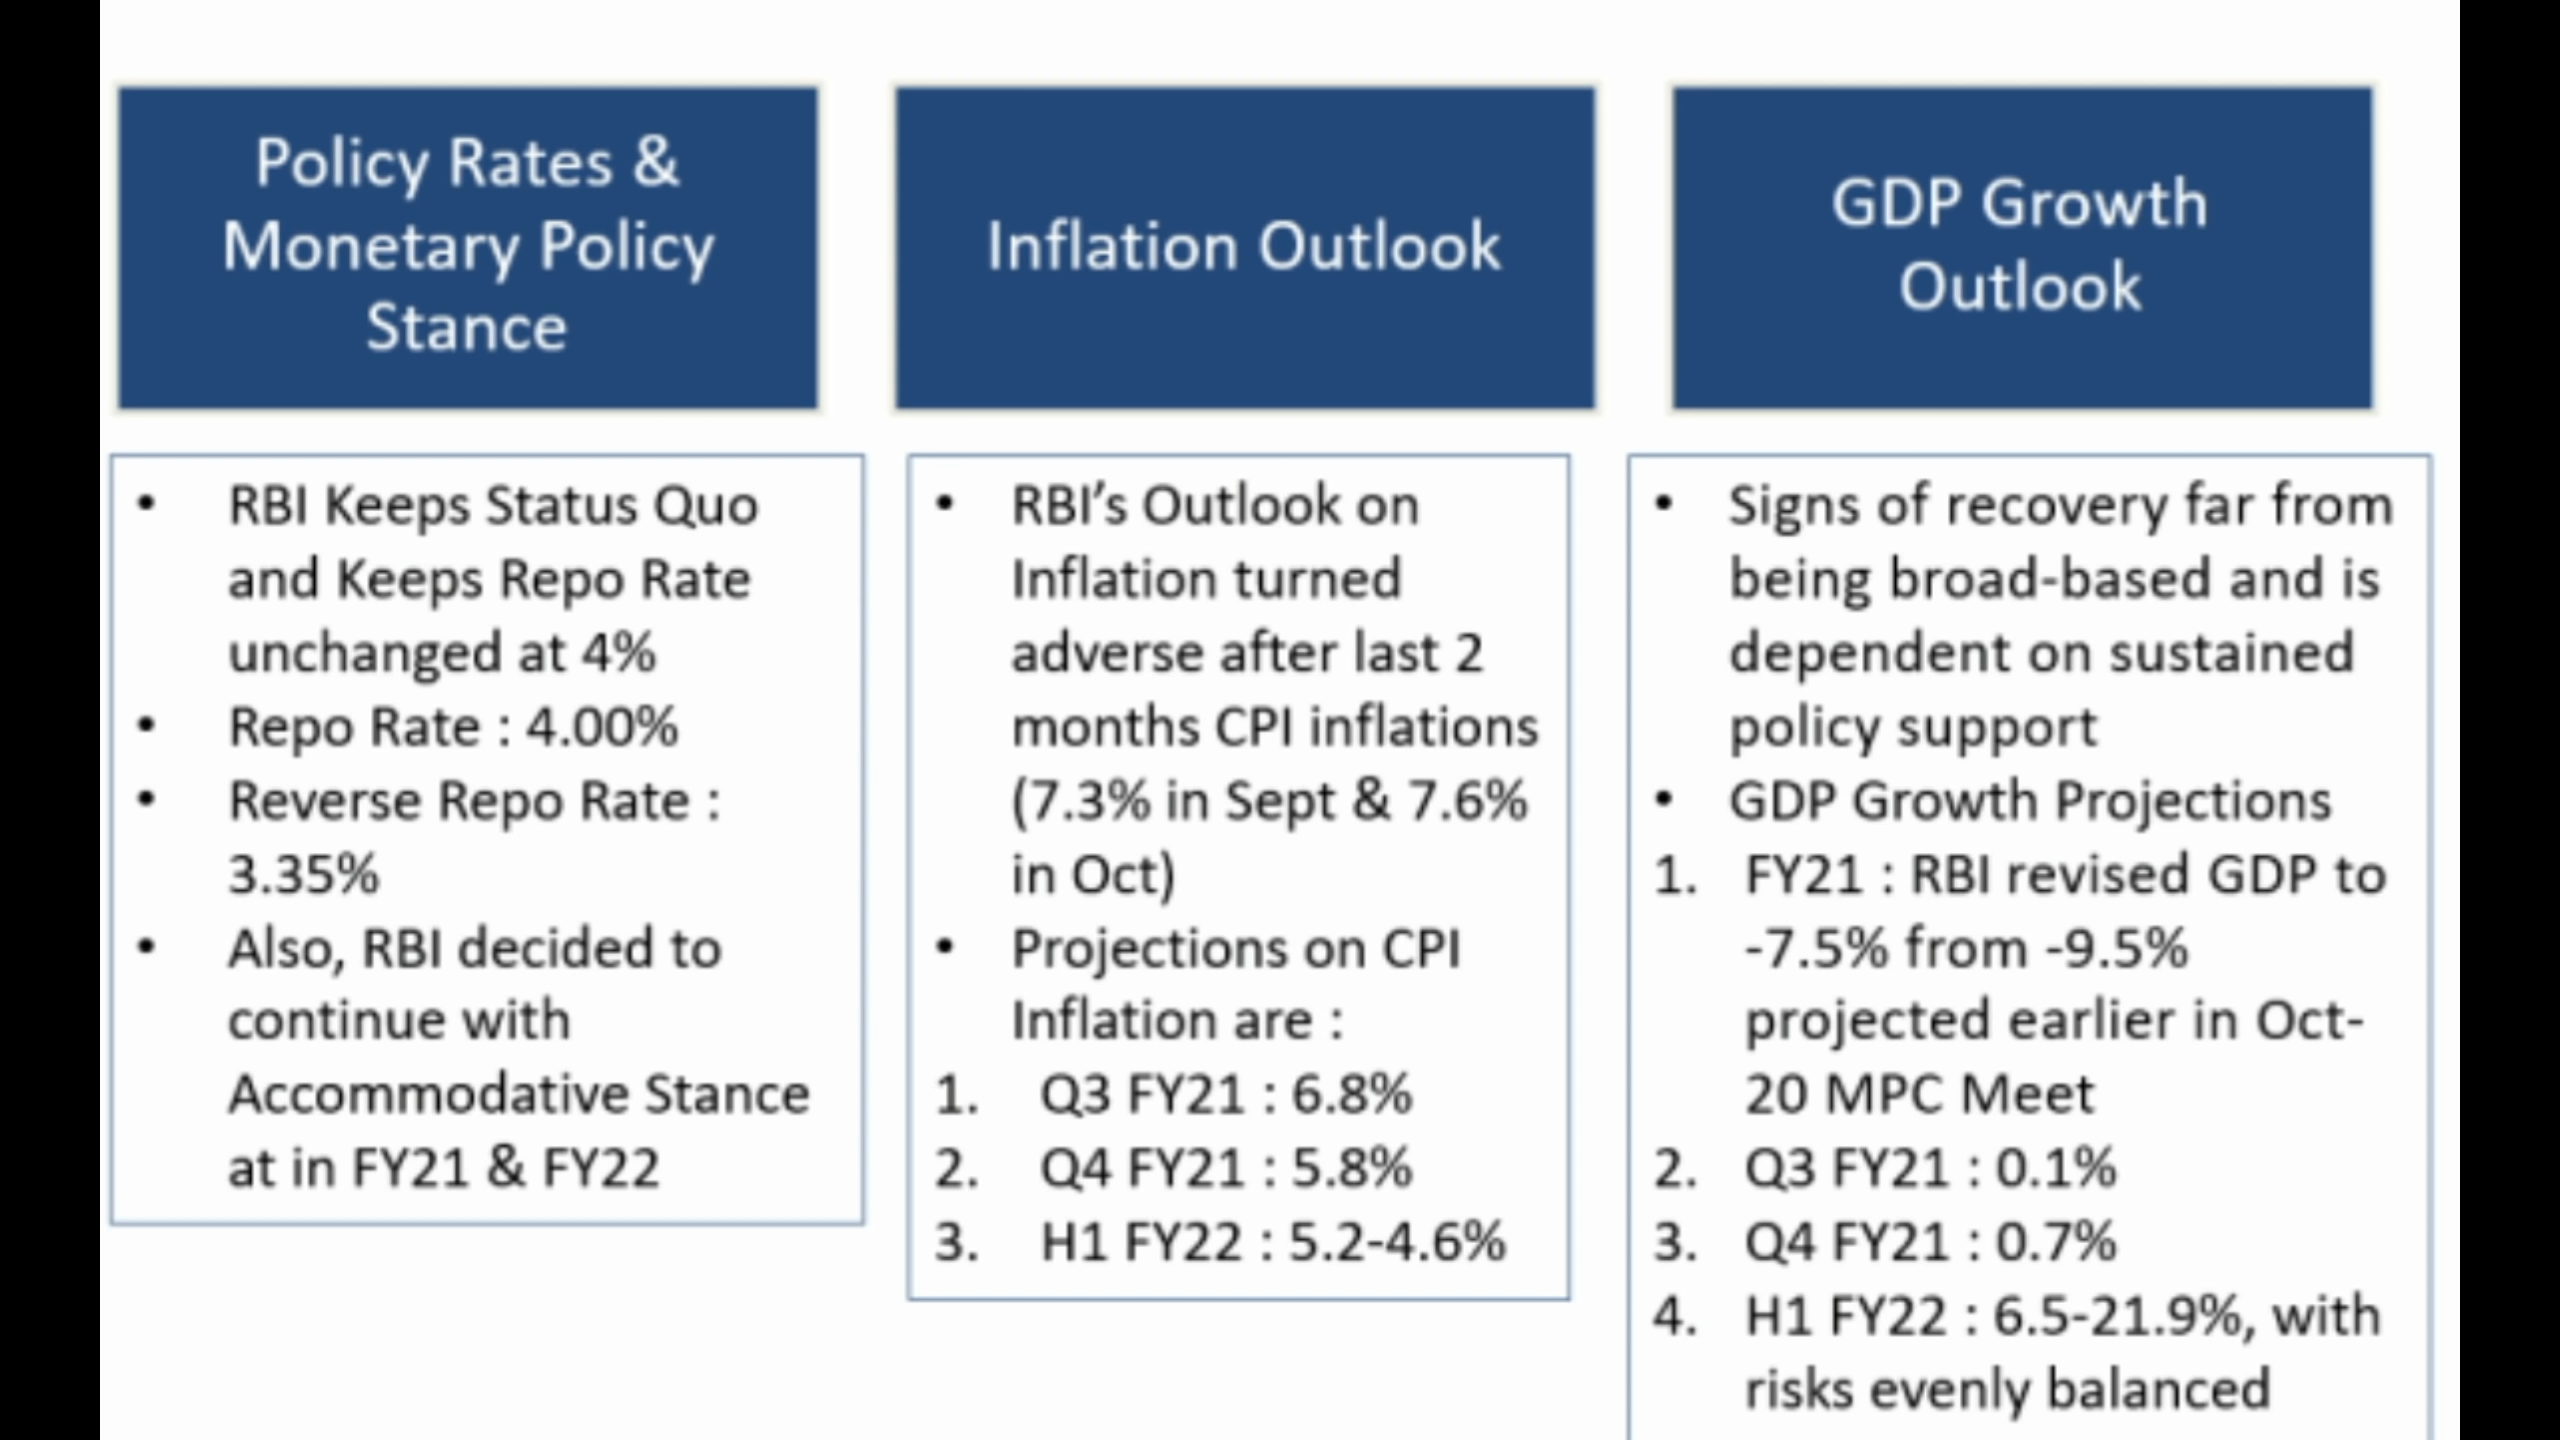 Policy Rates &
Monetary Policy
Stance
• RBI Keeps Status Quo
and Keeps Repo Rate
unchanged at 4%
• Repo Rate : 4.00%
• Reverse Repo Rate :
3.35%
• Also, RBI decided to
continue with
Accommodative Stance
at in FY21 & FY22
Inflation Outlook
• RBI’s Outlook on
Inflation turned
adverse after last 2
months CPI inflations
(7.3% in Sept & 7.6%
in Oct)
• Projections on CPI
Inflation are :
1. Q3 FY21 : 6.8%
2. Q4 FY21 : 5.8%
3. H1 FY22 : 5.2-4.6%
GDP Growth
Outlook
• Signs of recovery far from
being broad-based and is
dependent on sustained
policy support
• GDP Growth Projections
1. FY21 : RBI revised GDP to
-7.5% from -9.5%
projected earlier in Oct-
20 MPC Meet
2. Q3 FY21 : 0.1%
3. Q4 FY21 : 0.7%
4. H1 FY22 : 6.5-21.9%, with
risks evenly balanced